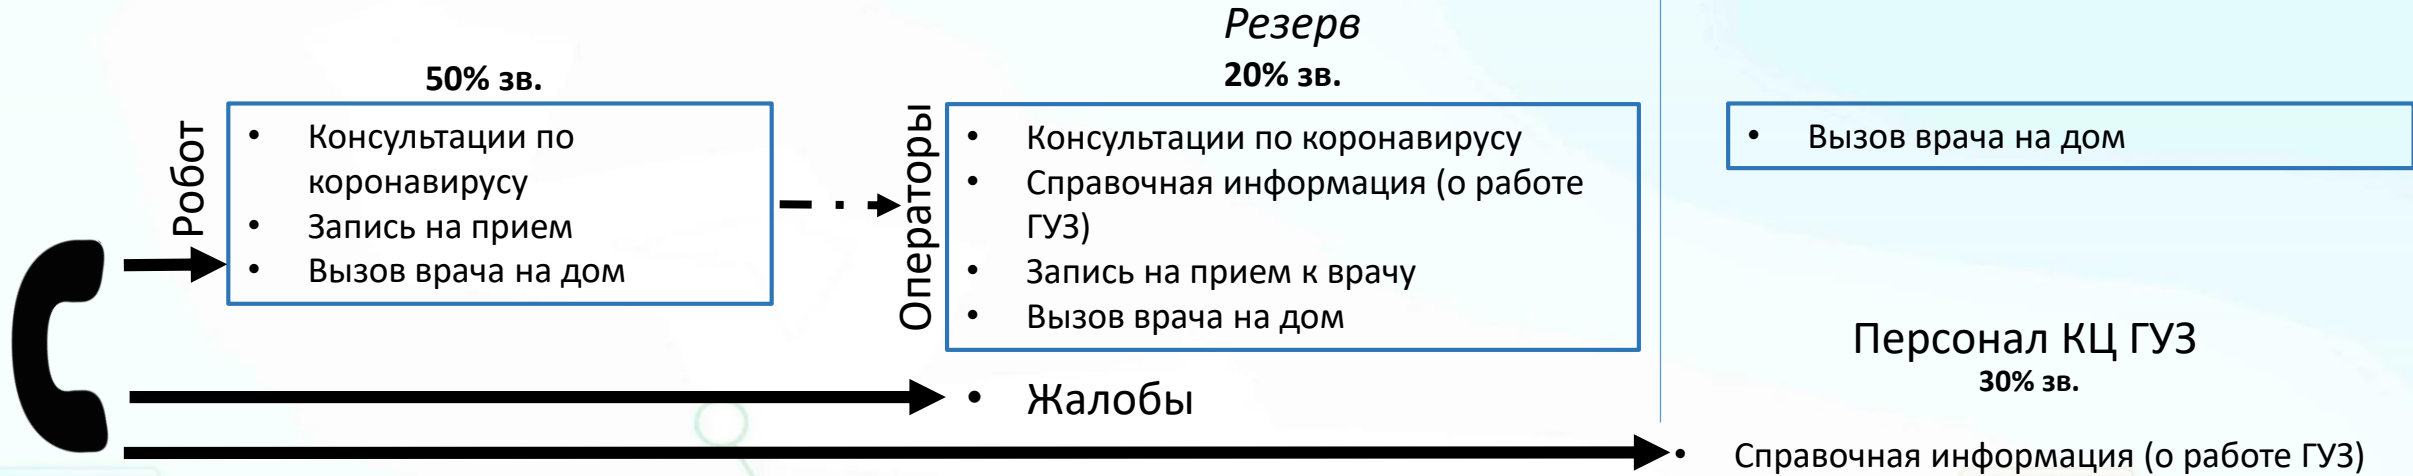 Резерв
50% зв.
20% зв.
Робот
• Консультации по
коронавирусу
• Запись на прием
• Вызов врача на дом
Операторы
• Консультации по коронавирусу
• Справочная информация (о работе
ГУЗ)
• Запись на прием к врачу
• Вызов врача на дом
• Жалобы
• Вызов врача на дом
Персонал КЦ ГУЗ
30% зв.
• Справочная информация (о работе ГУЗ)